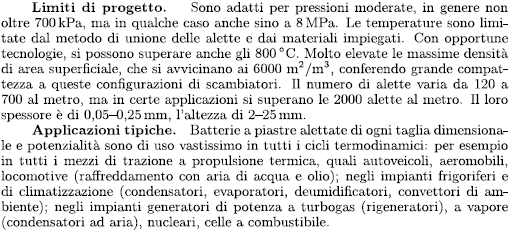 Limiti di progetto. Sono adatti per pressioni moderate, in genere non
oltre 700 kPa, ma in qualche caso anche sino a 8 MPa. Le temperature sono limi-
tate dal metodo di unione delle alette e dai materiali impiegati. Con opportune
tecnologie, si possono superare anche gli 800 °C. Molto elevate le massime densità
di area superficiale, che si avvicinano ai 6000 m²/m³, conferendo grande compat-
tezza a queste configurazioni di scambiatori. Il numero di alette varia da 120 a
700 al metro, ma in certe applicazioni si superano le 2000 alette al metro. Il loro
spessore è di 0,05–0,25 mm, l'altezza di 2–25 mm.
Applicazioni tipiche. Batterie a piastre alettate di ogni taglia dimensiona-
le e potenzialità sono di uso vastissimo in tutti i cicli termodinamici: per esempio
in tutti i mezzi di trazione a propulsione termica, quali autoveicoli, aeromobili,
locomotive (raffreddamento con aria di acqua e olio); negli impianti frigoriferi e
di climatizzazione (condensatori, evaporatori, deumidificatori, convettori di am-
biente); negli impianti generatori di potenza a turbogas (rigeneratori), a vapore
(condensatori ad aria), nucleari, celle a combustibile.